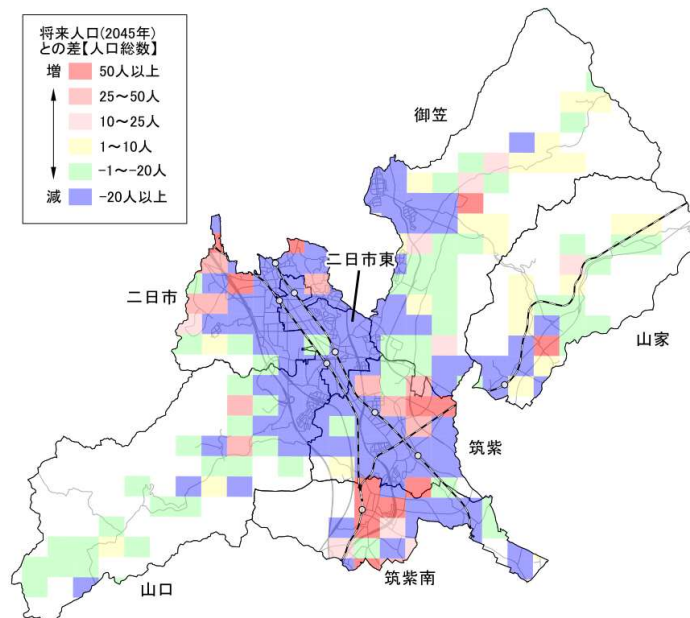 将来人口(2045年)
との差【人口総数】
増
50人以上
25～50人
10～25人
1～10人
-1～-20人
減
-20人以上
御笠
二日市東
二日市
山家
筑紫
筑紫南
山口